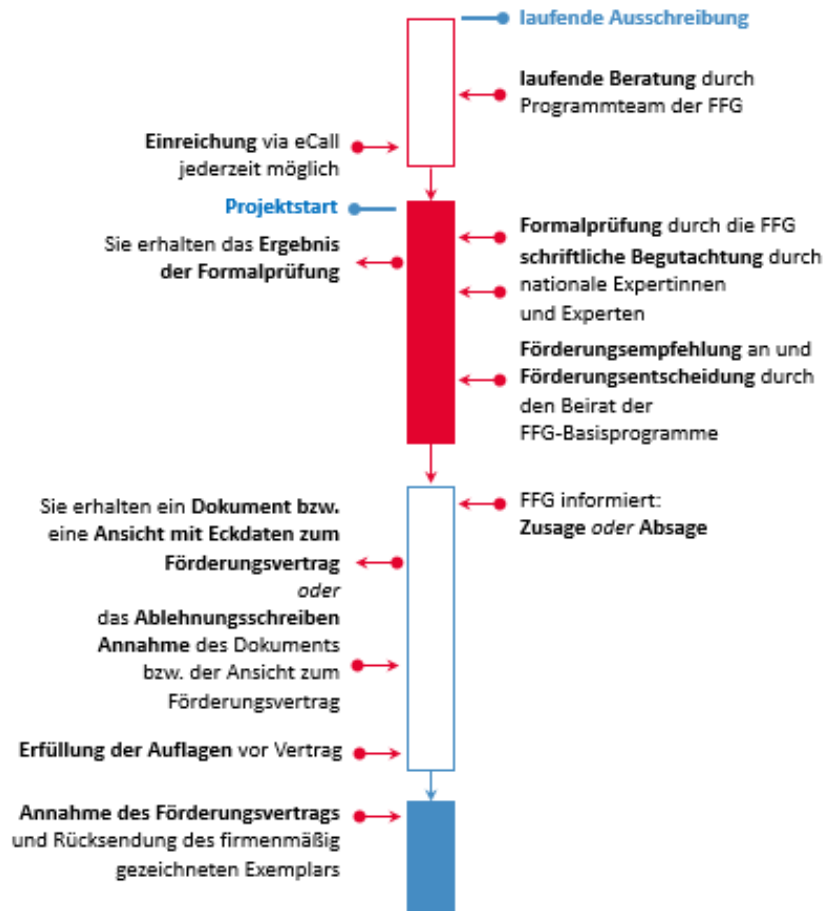 laufende Ausschreibung
laufende Beratung durch
Programmteam der FFG
Einreichung via eCall
jederzeit möglich
Projektstart
Formalprüfung durch die FFG
Sie erhalten das Ergebnis
der Formalprüfung
schriftliche Begutachtung durch
nationale Expertinnen
und Experten
Förderungsempfehlung an und
Förderungsentscheidung durch
den Beirat der
FFG-Basisprogramme
FFG informiert:
Zusage oder Absage
Sie erhalten ein Dokument bzw.
eine Ansicht mit Eckdaten zum
Förderungsvertrag
oder
das Ablehnungsschreiben
Annahme des Dokuments
bzw. der Ansicht zum
Förderungsvertrag
Erfüllung der Auflagen vor Vertrag
Annahme des Förderungsvertrags
und Rücksendung des firmenmäßig
gezeichneten Exemplars